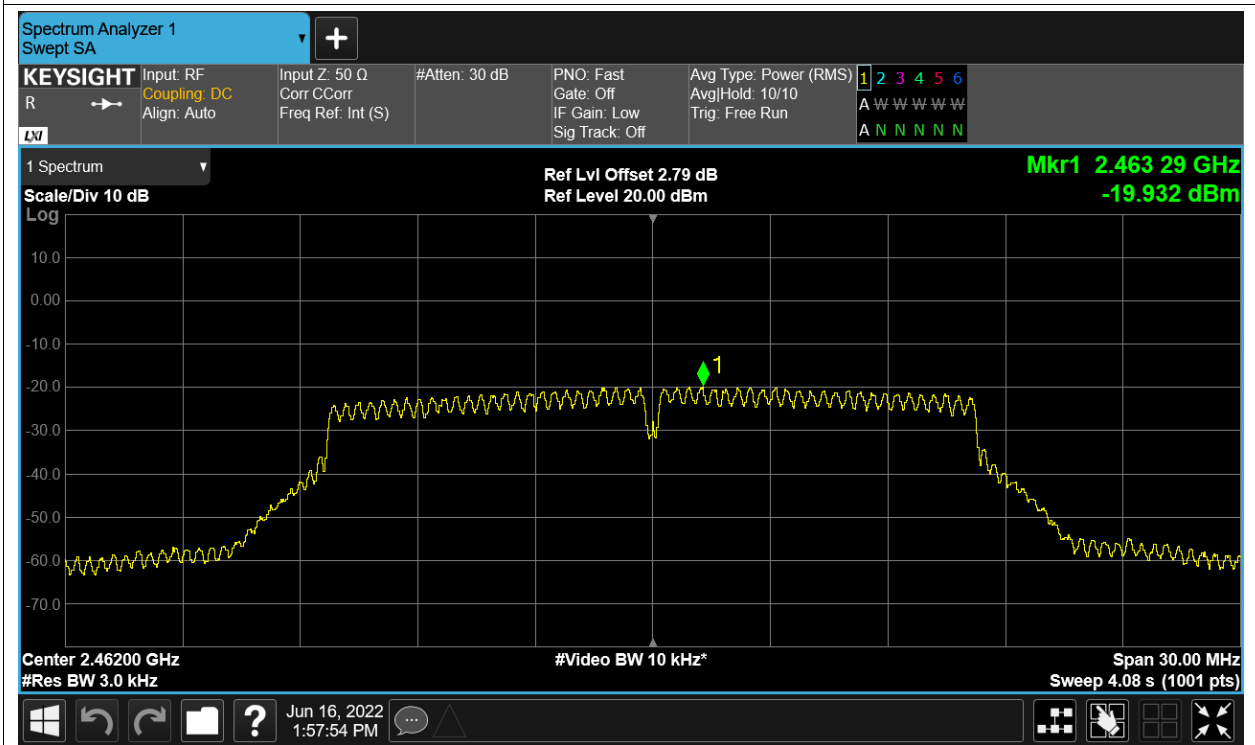 Spectrum Analyzer 1
Swept SA
KEYSIGHT
R
LXI
Input: RF
Coupling: DC
Align: Auto
Input Z: 50 Ω
Corr CCorr
Freq Ref: Int (S)
#Atten: 30 dB
PNO: Fast
Gate: Off
IF Gain: Low
Sig Track: Off
Avg Type: Power (RMS)
Avg|Hold: 10/10
Trig: Free Run
1 2 3 4 5 6
A W W W W W
A N N N N N
1 Spectrum
Scale/Div 10 dB
Log
Ref Lvl Offset 2.79 dB
Ref Level 20.00 dBm
Mkr1 2.463 29 GHz
-19.932 dBm
10.0
0.00
-10.0
1
-20.0
-30.0
-40.0
-50.0
-60.0
-70.0
Center 2.46200 GHz
#Res BW 3.0 kHz
#Video BW 10 kHz*
Span 30.00 MHz
Sweep 4.08 s (1001 pts)
?
Jun 16, 2022
1:57:54 PM